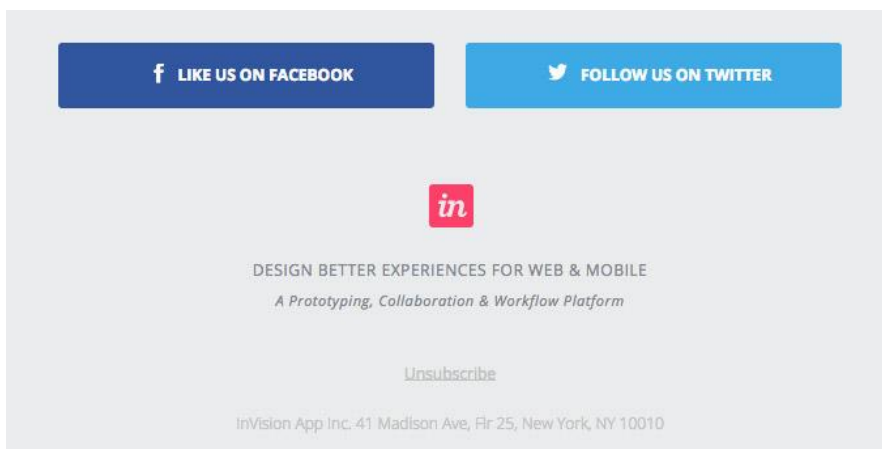 f LIKE US ON FACEBOOK
FOLLOW US ON TWITTER
in
DESIGN BETTER EXPERIENCES FOR WEB & MOBILE
A Prototyping, Collaboration & Workflow Platform
Unsubscribe
InVision App Inc. 41 Madison Ave, Flr 25, New York, NY 10010